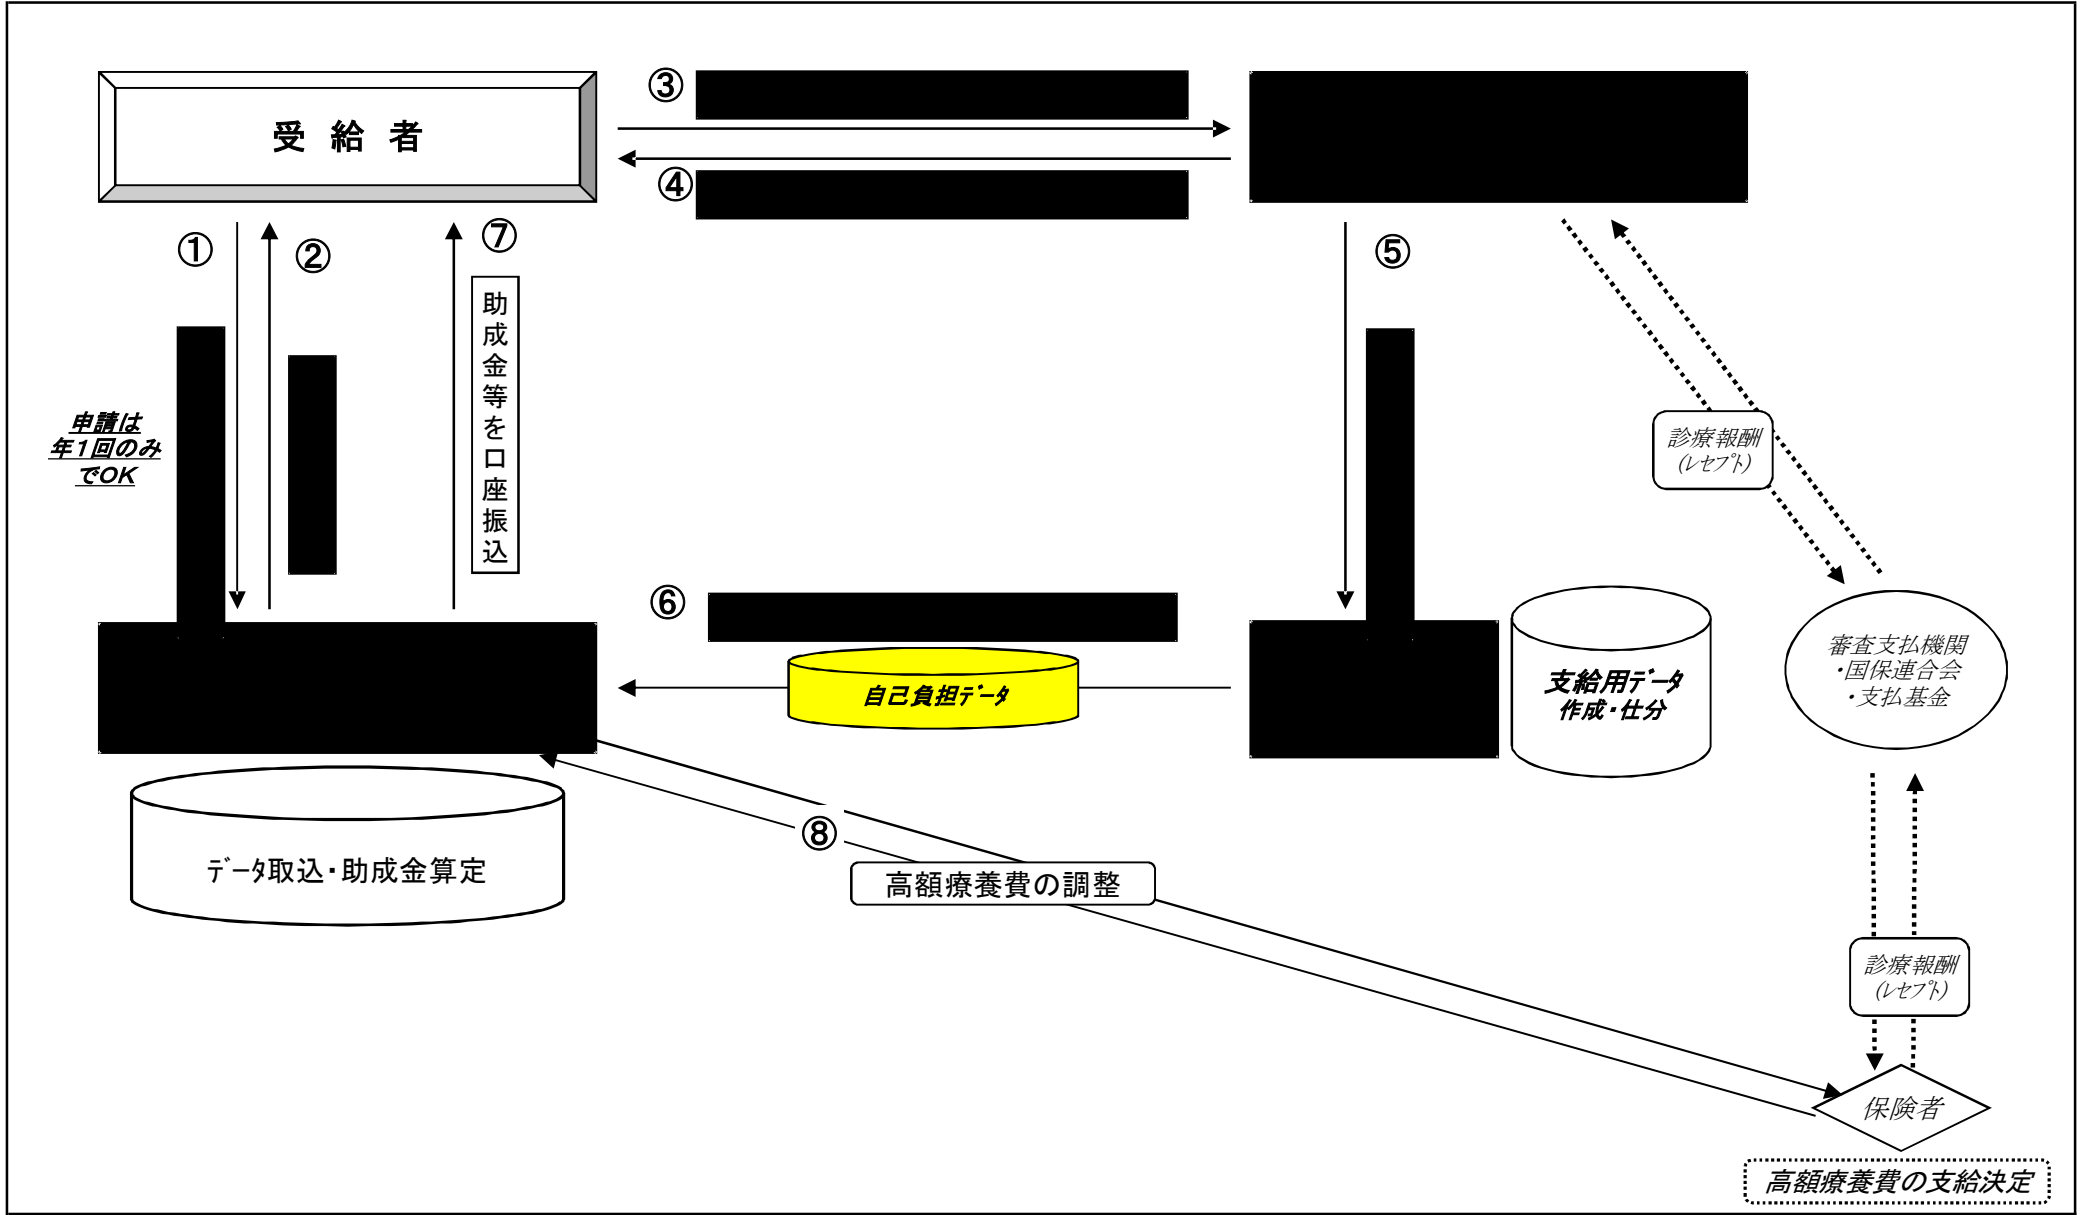 受 給 者
③
④
①
②
⑦
⑤
助成金等を口座振込
申請は
年1回のみ
でOK
診療報酬
(ﾚｾﾌﾟﾄ)
⑥
自己負担ﾃﾞｰﾀ
支給用ﾃﾞｰﾀ
作成・仕分
審査支払機関
・国保連合会
・支払基金
ﾃﾞｰﾀ取込・助成金算定
⑧
高額療養費の調整
診療報酬
(ﾚｾﾌﾟﾄ)
保険者
高額療養費の支給決定